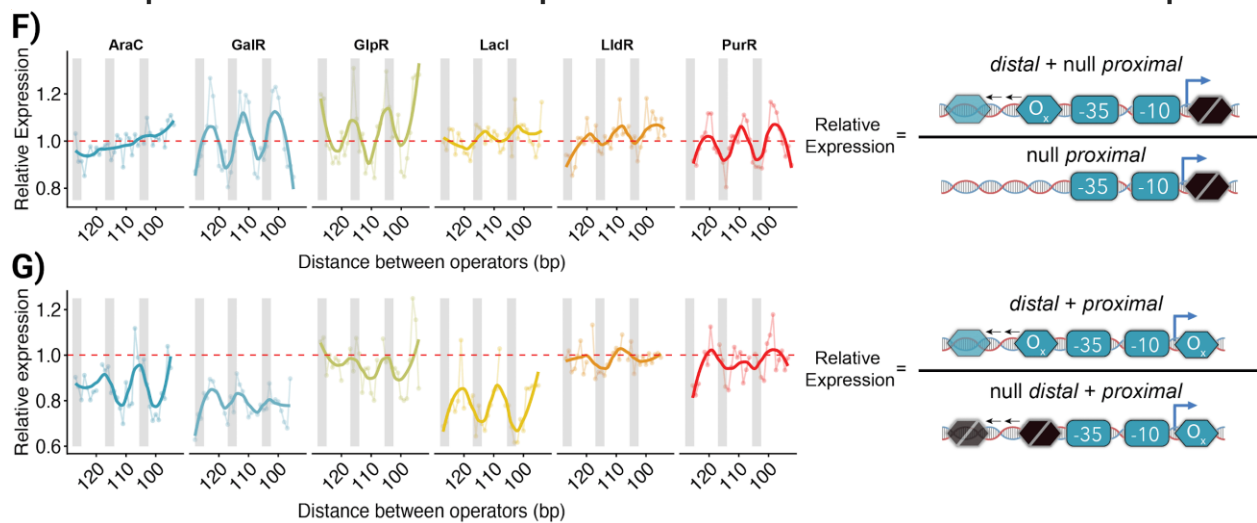 F)
AraC GalR GlpR LacI LldR PurR
Relative Expression
1.2
1.0
0.8
120 110 100 120 110 100 120 110 100 120 110 100 120 110 100 120 110 100
Distance between operators (bp)
Relative
Expression
=
distal + null proximal
Ox -35 -10
null proximal
-35 -10
G)
Relative expression
1.2
1.0
0.8
0.6
120 110 100 120 110 100 120 110 100 120 110 100 120 110 100 120 110 100
Distance between operators (bp)
Relative
Expression
=
distal + proximal
Ox -35 -10 Ox
null distal + proximal
-35 -10 Ox